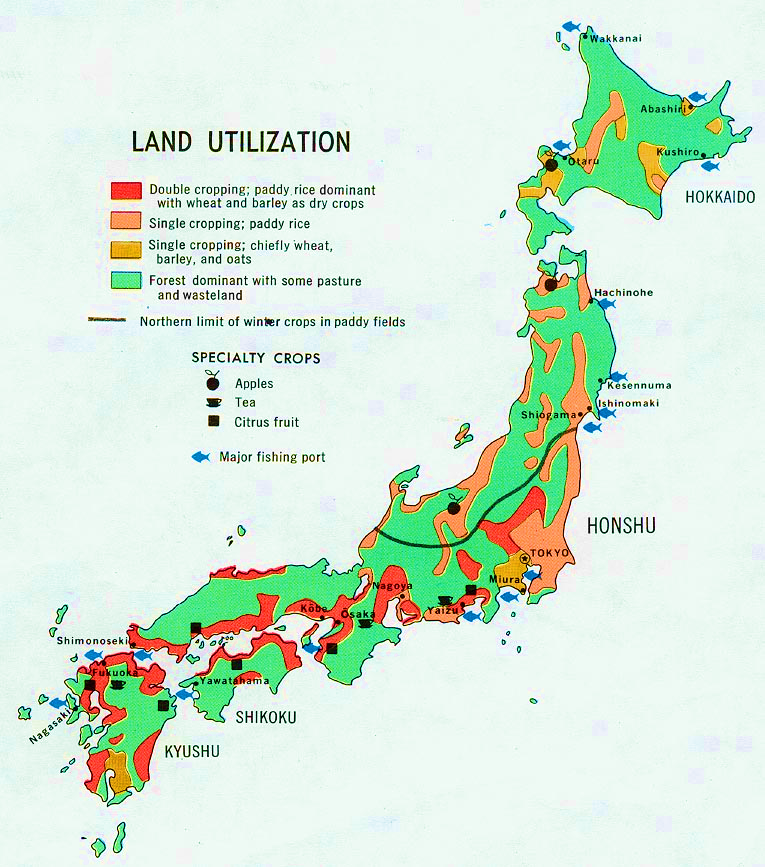 LAND UTILIZATION
Double cropping; paddy rice dominant
with wheat and barley as dry crops
Single cropping; paddy rice
Single cropping; chiefly wheat,
barley, and oats
Forest dominant with some pasture
and wasteland
Northern limit of winter crops in paddy fields
SPECIALTY CROPS
Apples
Tea
Citrus fruit
Major fishing port
Wakkanai
Abashiri
Otaru
Kushiro
HOKKAIDO
Hachinohe
Kesennuma
Ishinomaki
Shiogama
HONSHU
TOKYO
Miura
Nagoya
Yaizu
Kōbe
Ōsaka
Shimonoseki
Fukuoka
Yawatahama
Nagasaki
SHIKOKU
KYUSHU